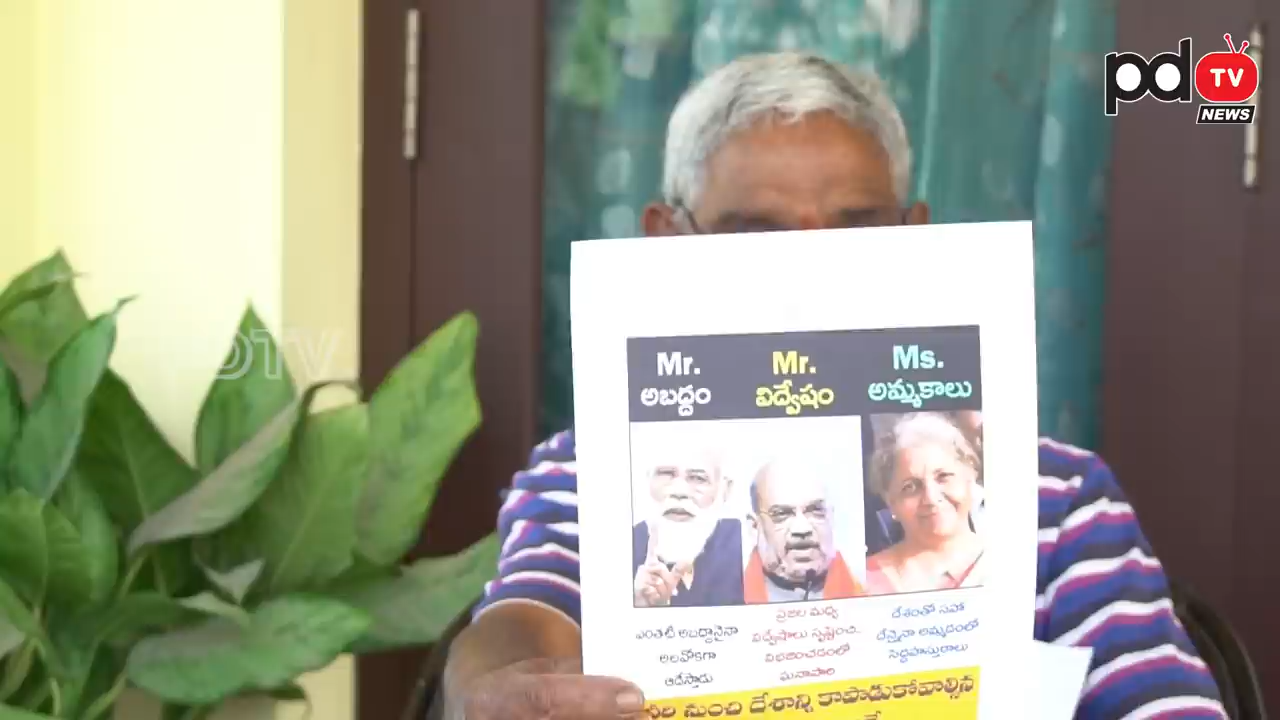 pd TV
NEWS
PDTV
Mr. Mr. Ms.
అబద్దం విద్వేషం అమ్మకాలు
ఎంతటి అబద్ధానైనా
అలవోకగా
ఆడేస్తాడు
ప్రజల మధ్య
విద్వేషాలు సృష్టించి..
విభజించడంలో
ఘనాపాఠి
దేశంతో సహా
దేన్నైనా అమ్మడంలో
సిద్ధహస్తురాలు
నుంచి దేశాన్ని కాపాడుకోవాల్సిన